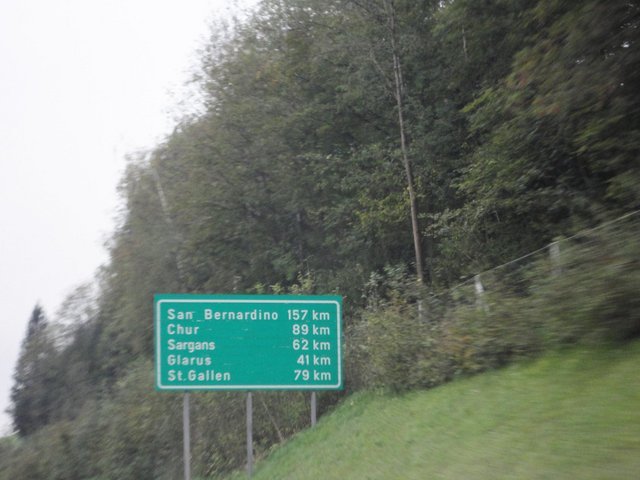 San Bernardino 157 km
Chur 89 km
Sargans 62 km
Glarus 41 km
St.Gallen 79 km